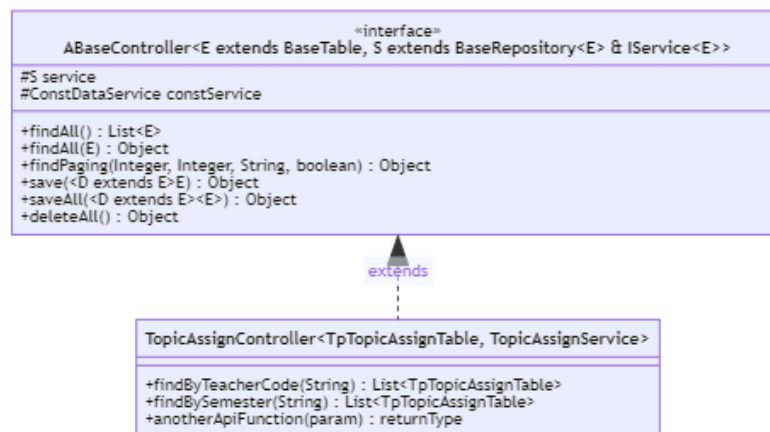 «interface»
ABaseController<E extends BaseTable, S extends BaseRepository<E> & IService<E>>
#S service
#ConstDataService constService
+findAll() : List<E>
+findAll(E) : Object
+findPaging(Integer, Integer, String, boolean) : Object
+save(<D extends E>E) : Object
+saveAll(<D extends E><E>) : Object
+deleteAll() : Object
extends
TopicAssignController<TpTopicAssignTable, TopicAssignService>
+findByTeacherCode(String) : List<TpTopicAssignTable>
+findBySemester(String) : List<TpTopicAssignTable>
+anotherApiFunction(param) : returnType